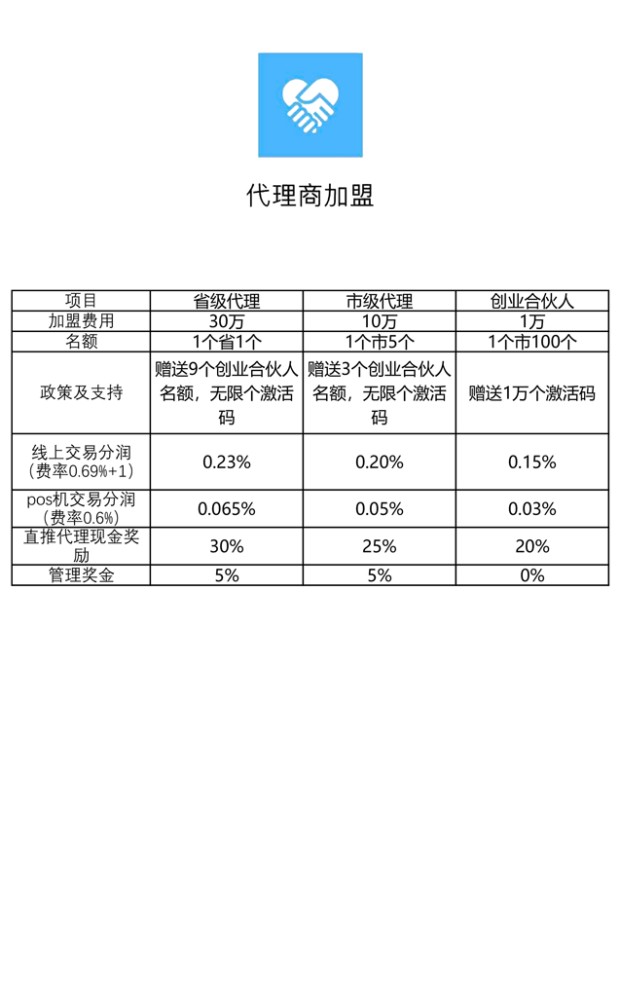 代理商加盟
项目 省级代理 市级代理 创业合伙人
加盟费用 30万 10万 1万
名额 1个省1个 1个市5个 1个市100个
政策及支持
赠送9个创业合伙人
名额，无限个激活
码
赠送3个创业合伙人
名额，无限个激活
码
赠送1万个激活码
线上交易分润
（费率0.69%+1）
0.23% 0.20% 0.15%
pos机交易分润
（费率0.6%）
0.065% 0.05% 0.03%
直推代理现金奖
励
30% 25% 20%
管理奖金 5% 5% 0%